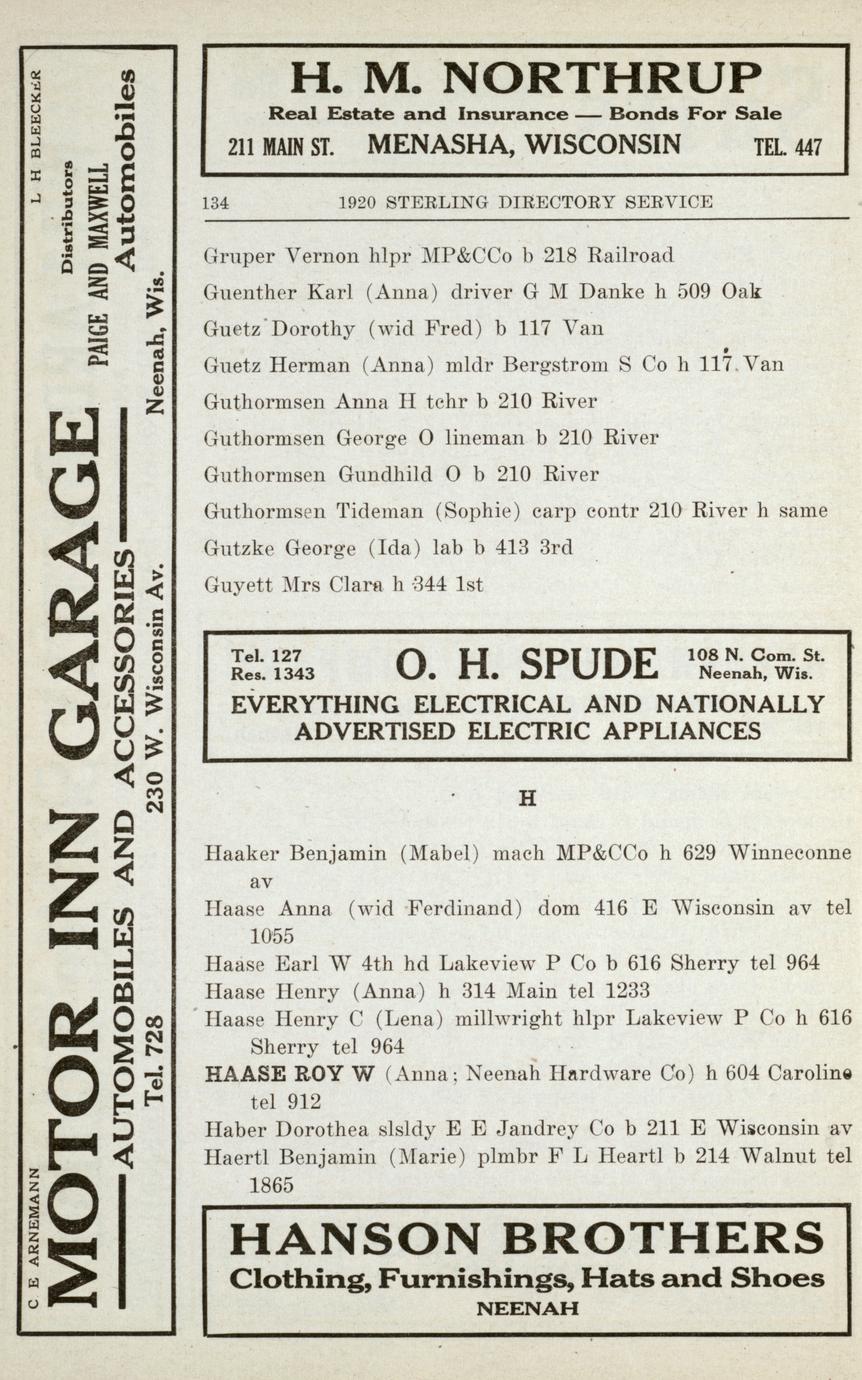 H. M. NORTHRUP
Real Estate and Insurance — Bonds For Sale
211 MAIN ST. MENASHA, WISCONSIN TEL. 447
134 1920 STERLING DIRECTORY SERVICE
Gruper Vernon hlpr MP&CCo b 218 Railroad
Guenther Karl (Anna) driver G M Danke h 509 Oak
Guetz Dorothy (wid Fred) b 117 Van
Guetz Herman (Anna) mldr Bergstrom S Co h 117 Van
Guthormsen Anna H tchr b 210 River
Guthormsen George O lineman b 210 River
Guthormsen Gundhild O b 210 River
Guthormsen Tideman (Sophie) carp contr 210 River h same
Gutzke George (Ida) lab b 413 3rd
Guyett Mrs Clara h 344 1st
Tel. 127 O. H. SPUDE 108 N. Com. St.
Res. 1343 Neenah, Wis.
EVERYTHING ELECTRICAL AND NATIONALLY
ADVERTISED ELECTRIC APPLIANCES
H
Haaker Benjamin (Mabel) mach MP&CCo h 629 Winneconne
av
Haase Anna (wid Ferdinand) dom 416 E Wisconsin av tel
1055
Haase Earl W 4th hd Lakeview P Co b 616 Sherry tel 964
Haase Henry (Anna) h 314 Main tel 1233
Haase Henry C (Lena) millwright hlpr Lakeview P Co h 616
Sherry tel 964
HAASE ROY W (Anna; Neenah Hardware Co) h 604 Caroline
tel 912
Haber Dorothea slsldy E E Jandrey Co b 211 E Wisconsin av
Haertl Benjamin (Marie) plmbr F L Heartl b 214 Walnut tel
1865
HANSON BROTHERS
Clothing, Furnishings, Hats and Shoes
NEENAH
C E ARNEMANN L H BLEECKER
MOTOR INN GARAGE
Distributors
PAIGE AND MAXWELL
Automobiles
AUTOMOBILES AND ACCESSORIES
Tel. 728 230 W. Wisconsin Av. Neenah, Wis.